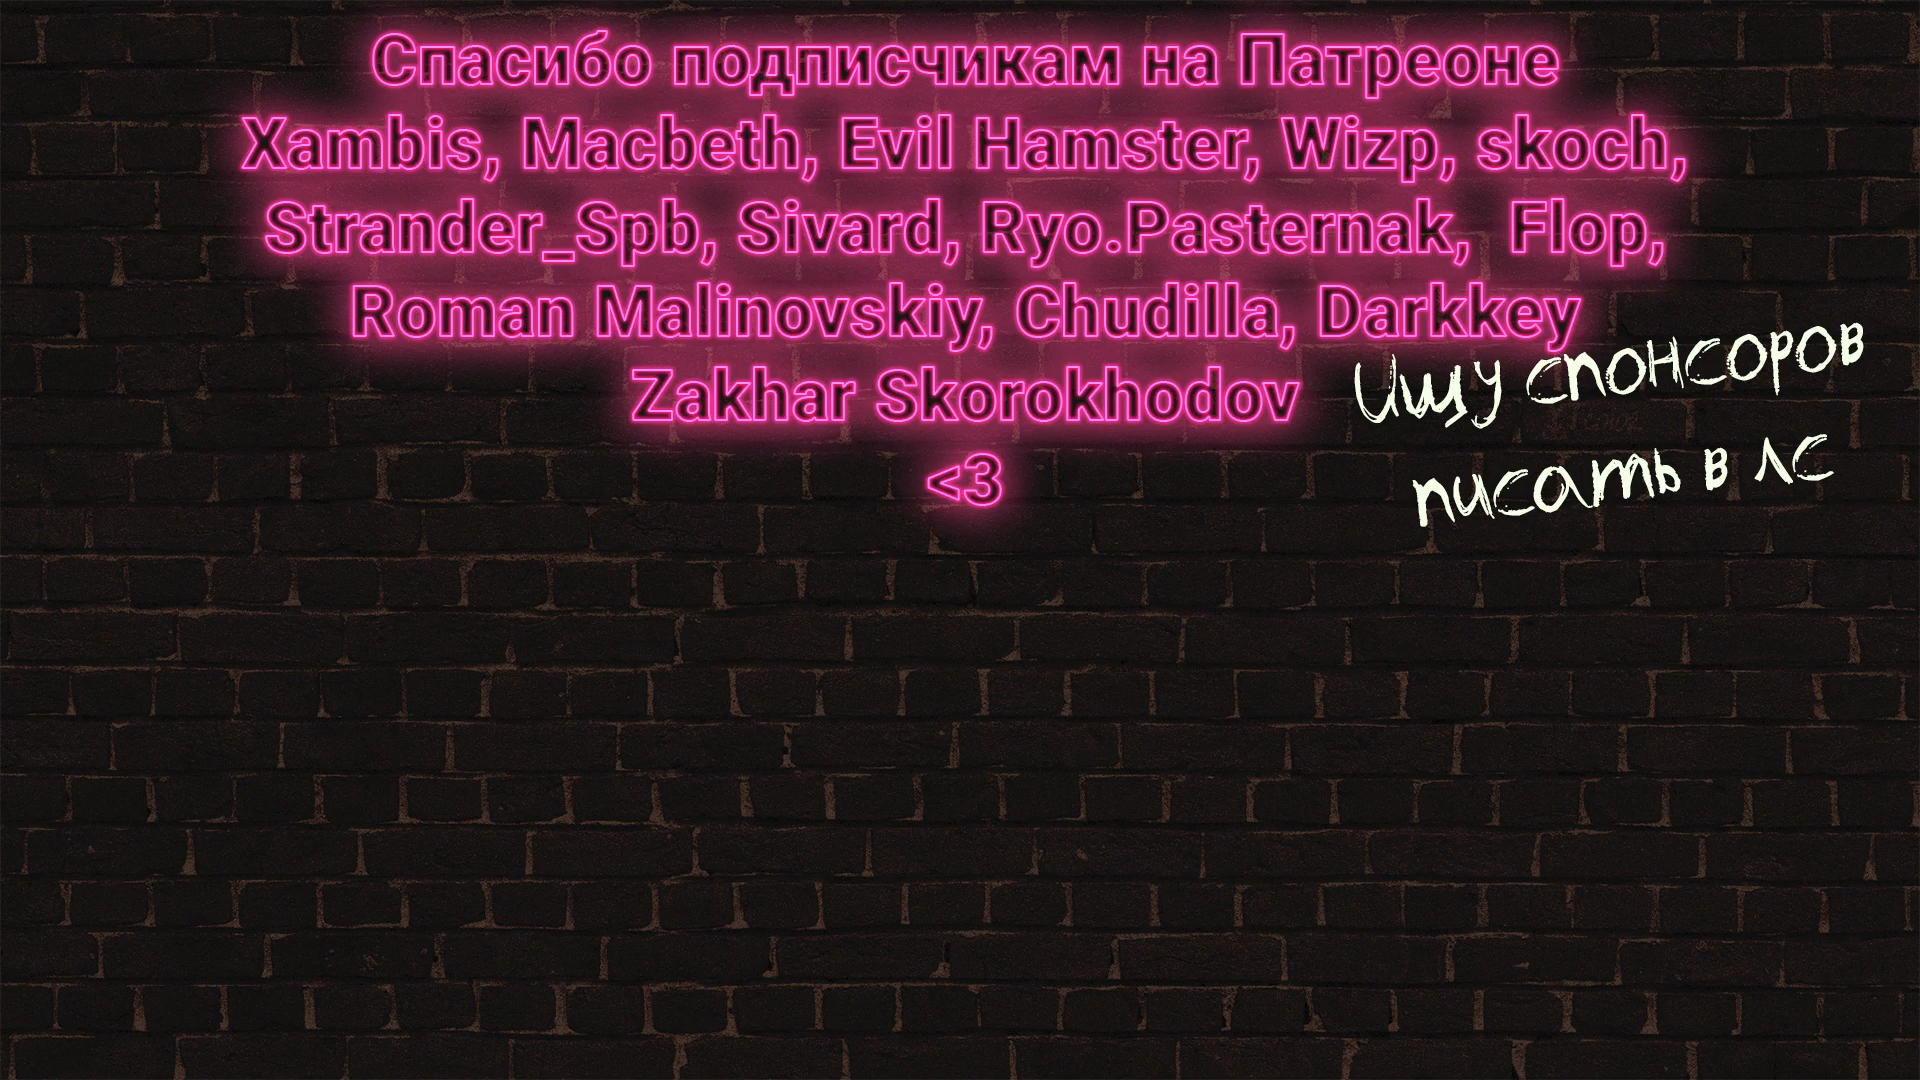 Спасибо подписчикам на Патреоне
Xambis, Macbeth, Evil Hamster, Wizp, skoch,
Strander_Spb, Sivard, Ryo.Pasternak, Flop,
Roman Malinovskiy, Chudilla, Darkkey
Zakhar Skorokhodov
<3
Ищу спонсоров
писать в лс